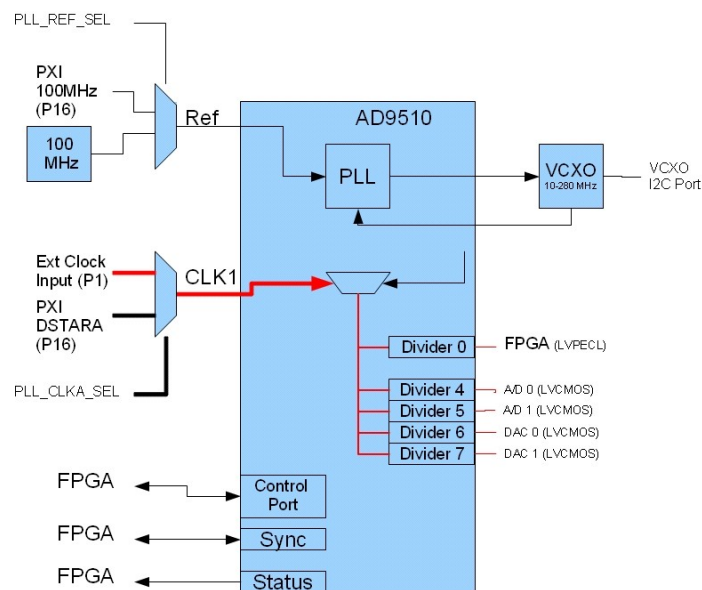 PLL_REF_SEL
PXI
100MHz
(P16)
Ref
AD9510
100
MHz
PLL
VCXO
10-280 MHz
VCXO
I2C Port
Ext Clock
Input (P1)
CLK1
PXI
DSTARA
(P16)
PLL_CLKA_SEL
Divider 0
FPGA (LVPECL)
Divider 4
A/D 0 (LVCMOS)
Divider 5
A/D 1 (LVCMOS)
Divider 6
DAC 0 (LVCMOS)
Divider 7
DAC 1 (LVCMOS)
FPGA
Control
Port
FPGA
Sync
FPGA
Status